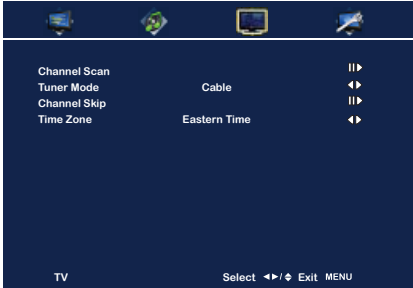 Channel Scan
Tuner Mode Cable
Channel Skip
Time Zone Eastern Time
TV Select ◄►/⬘ Exit MENU